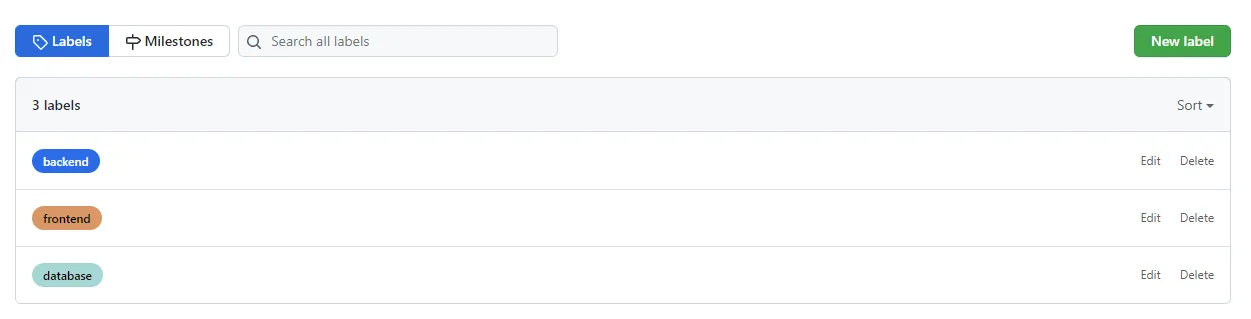 Labels Milestones Search all labels New label
3 labels Sort
backend Edit Delete
frontend Edit Delete
database Edit Delete